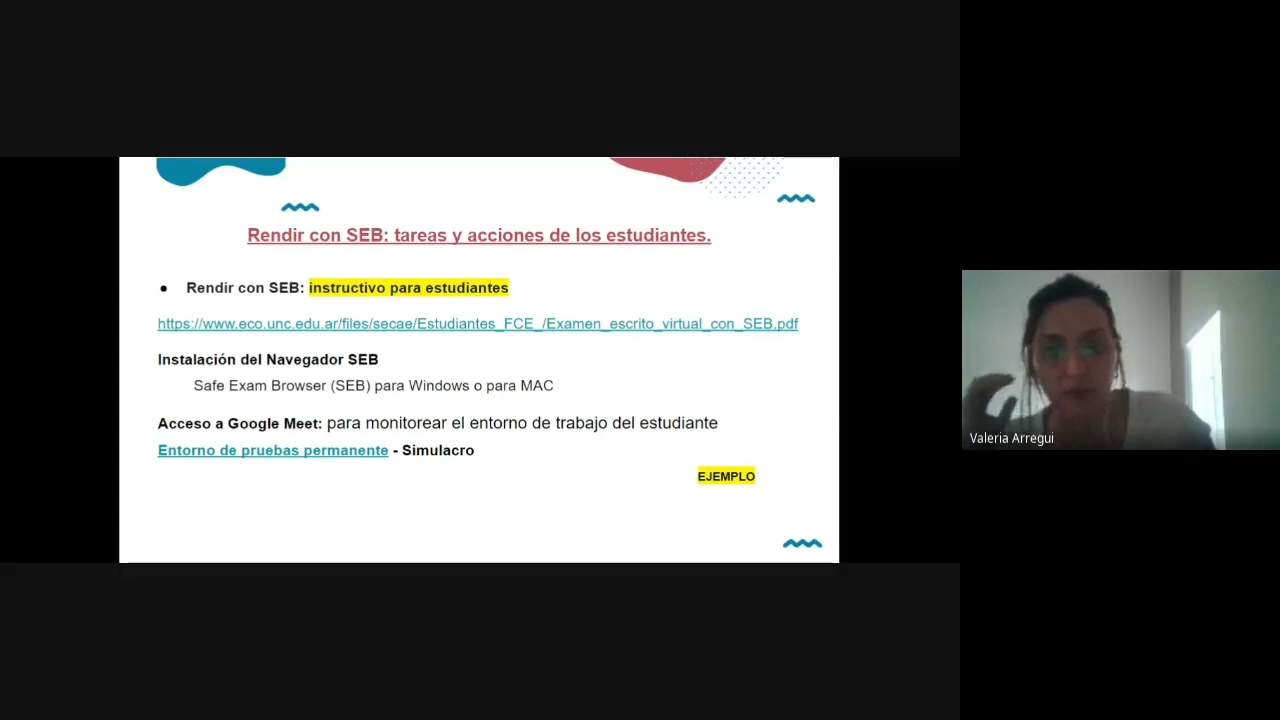 Rendir con SEB: tareas y acciones de los estudiantes.
● Rendir con SEB: instructivo para estudiantes
https://www.eco.unc.edu.ar/files/secae/Estudiantes_FCE_/Examen_escrito_virtual_con_SEB.pdf
Instalación del Navegador SEB
Safe Exam Browser (SEB) para Windows o para MAC
Acceso a Google Meet: para monitorear el entorno de trabajo del estudiante
Entorno de pruebas permanente - Simulacro
EJEMPLO
Valeria Arregui